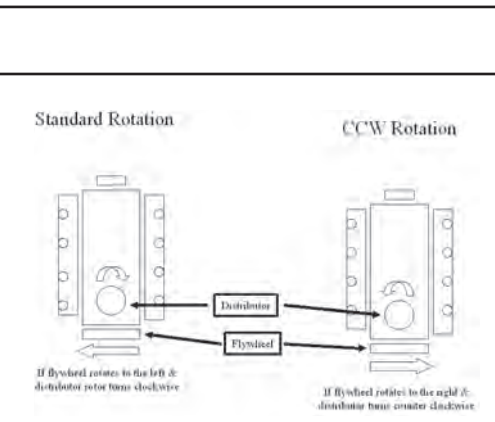 Standard Rotation
CCW Rotation
Distributor
Flywheel
If flywheel rotates to the left &
distributor rotor turns clockwise
If flywheel rotates to the right &
distributor turns counter clockwise